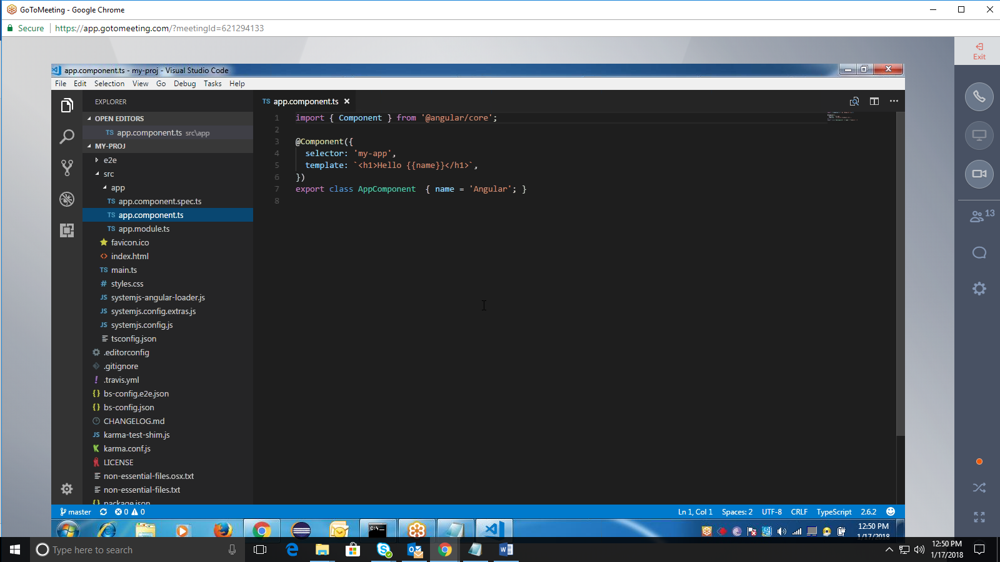 GoToMeeting - Google Chrome
Secure https://app.gotomeeting.com/?meetingId=621294133
Exit
app.component.ts - my-proj - Visual Studio Code
File Edit Selection View Go Debug Tasks Help
EXPLORER
OPEN EDITORS
TS app.component.ts src\app
MY-PROJ
e2e
src
app
TS app.component.spec.ts
TS app.component.ts
TS app.module.ts
favicon.ico
<> index.html
TS main.ts
# styles.css
JS systemjs-angular-loader.js
JS systemjs.config.extras.js
JS systemjs.config.js
tsconfig.json
.editorconfig
.gitignore
! .travis.yml
{} bs-config.e2e.json
{} bs-config.json
CHANGELOG.md
JS karma-test-shim.js
K karma.conf.js
LICENSE
non-essential-files.osx.txt
non-essential-files.txt
{} package.json
TS app.component.ts
1 import { Component } from '@angular/core';
2
3 @Component({
4 selector: 'my-app',
5 template: `<h1>Hello {{name}}</h1>`,
6 })
7 export class AppComponent  { name = 'Angular'; }
8
13
master 0 0 Ln 1, Col 1 Spaces: 2 UTF-8 CRLF TypeScript 2.6.2
C:\_
12:50 PM
1/17/2018
Type here to search
12:50 PM
1/17/2018